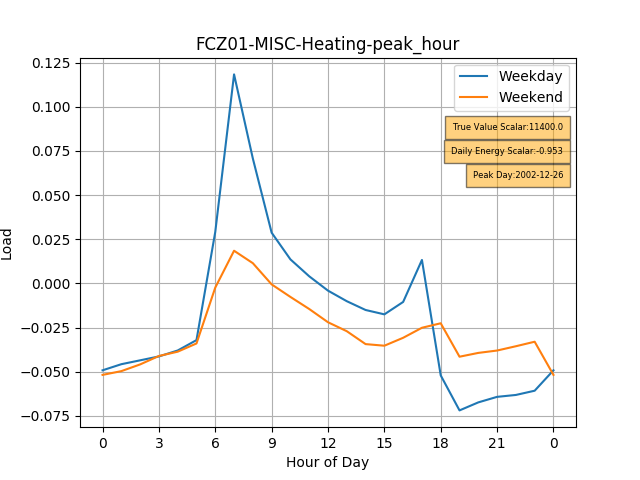 FCZ01-MISC-Heating-peak_hour
Load
0.125
0.100
0.075
0.050
0.025
0.000
−0.025
−0.050
−0.075
Weekday
Weekend
True Value Scalar:11400.0
Daily Energy Scalar:-0.953
Peak Day:2002-12-26
0 3 6 9 12 15 18 21 0
Hour of Day